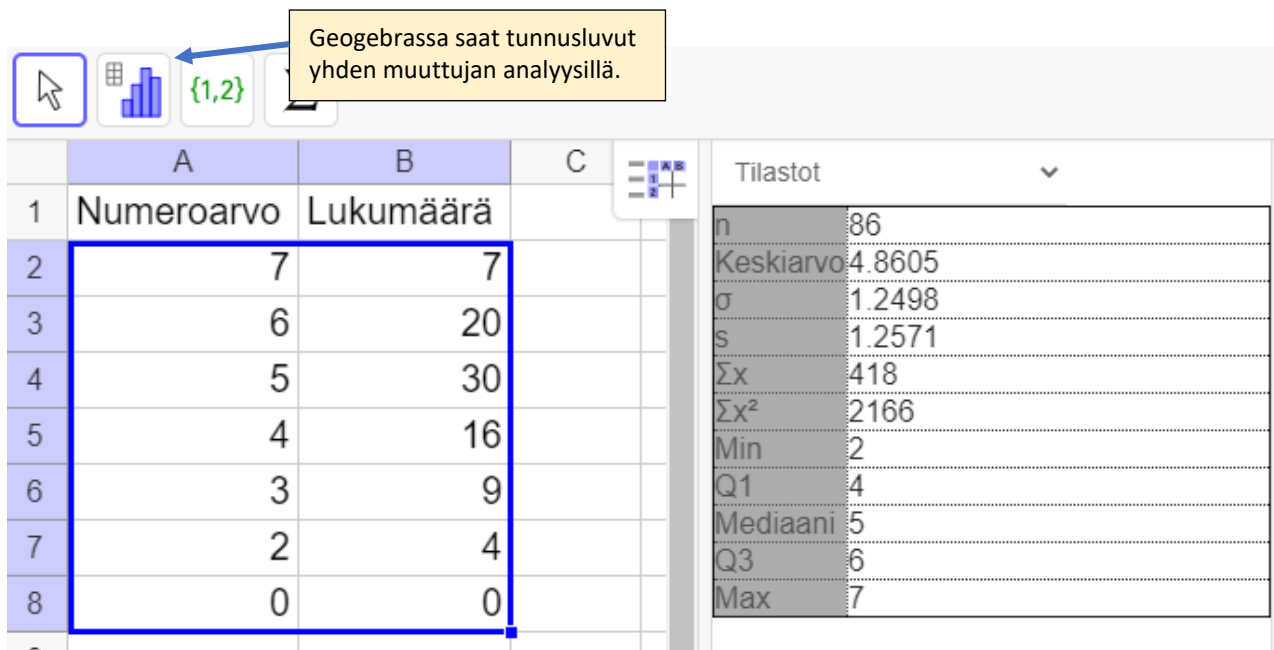 Geogebrassa saat tunnusluvut
yhden muuttujan analyysillä.
{1,2} Σ
A B C
Tilastot
1 Numeroarvo Lukumäärä
2 7 7
3 6 20
4 5 30
5 4 16
6 3 9
7 2 4
8 0 0
n 86
Keskiarvo 4.8605
σ 1.2498
s 1.2571
Σx 418
Σx² 2166
Min 2
Q1 4
Mediaani 5
Q3 6
Max 7